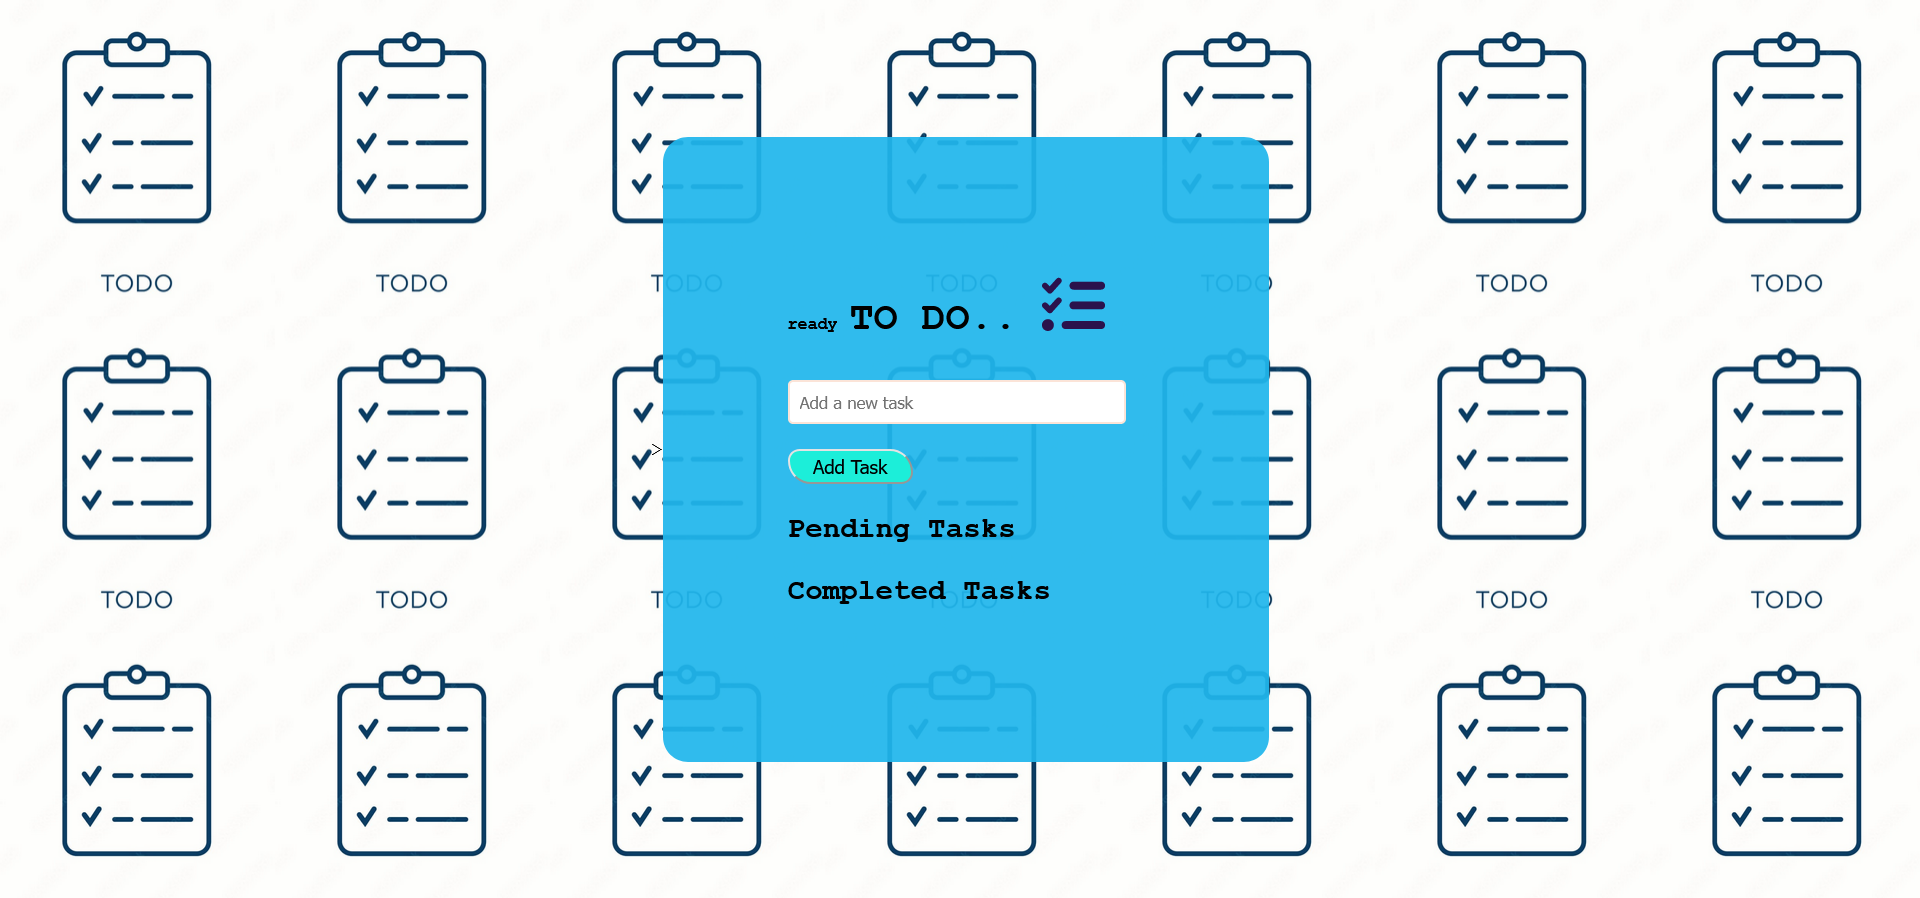 TODO TODO TODO TODO TODO TODO TODO
ready TO DO..
Add a new task
>
Add Task
Pending Tasks
Completed Tasks
TODO TODO TODO TODO TODO TODO TODO